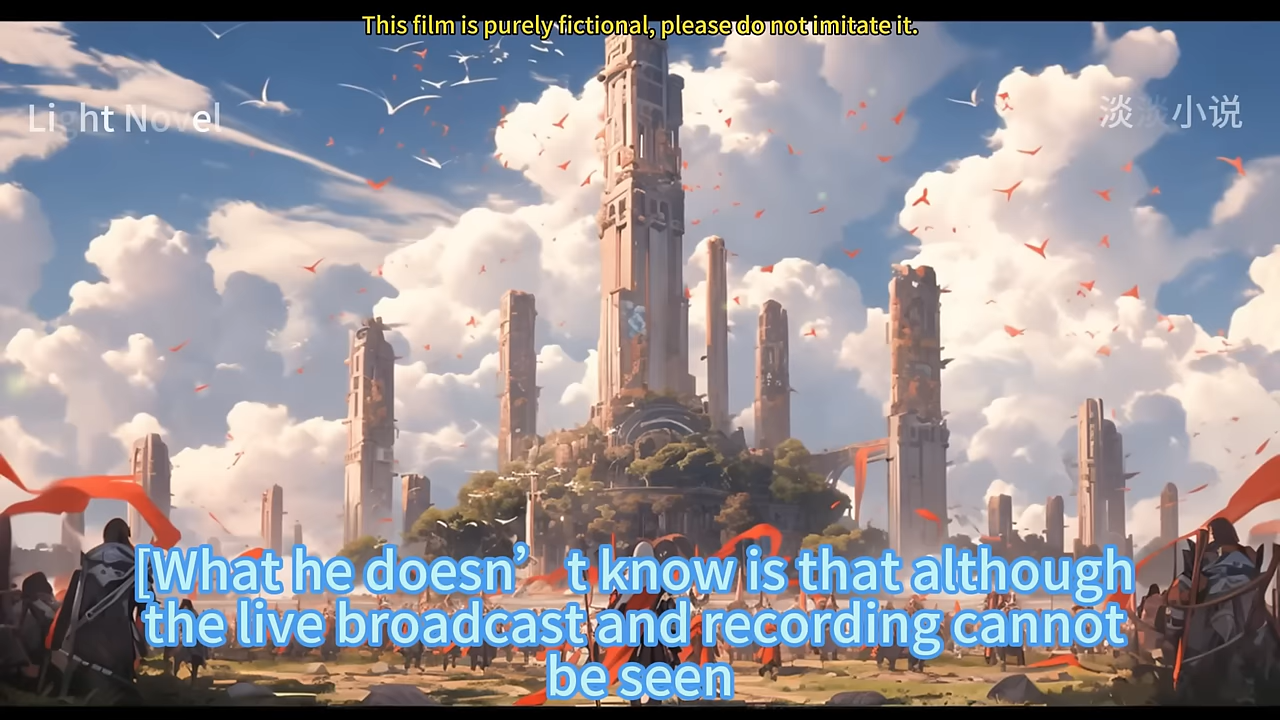 This film is purely fictional, please do not imitate it.
Light Novel
淡淡小说
[What he doesn’t know is that although
the live broadcast and recording cannot
be seen